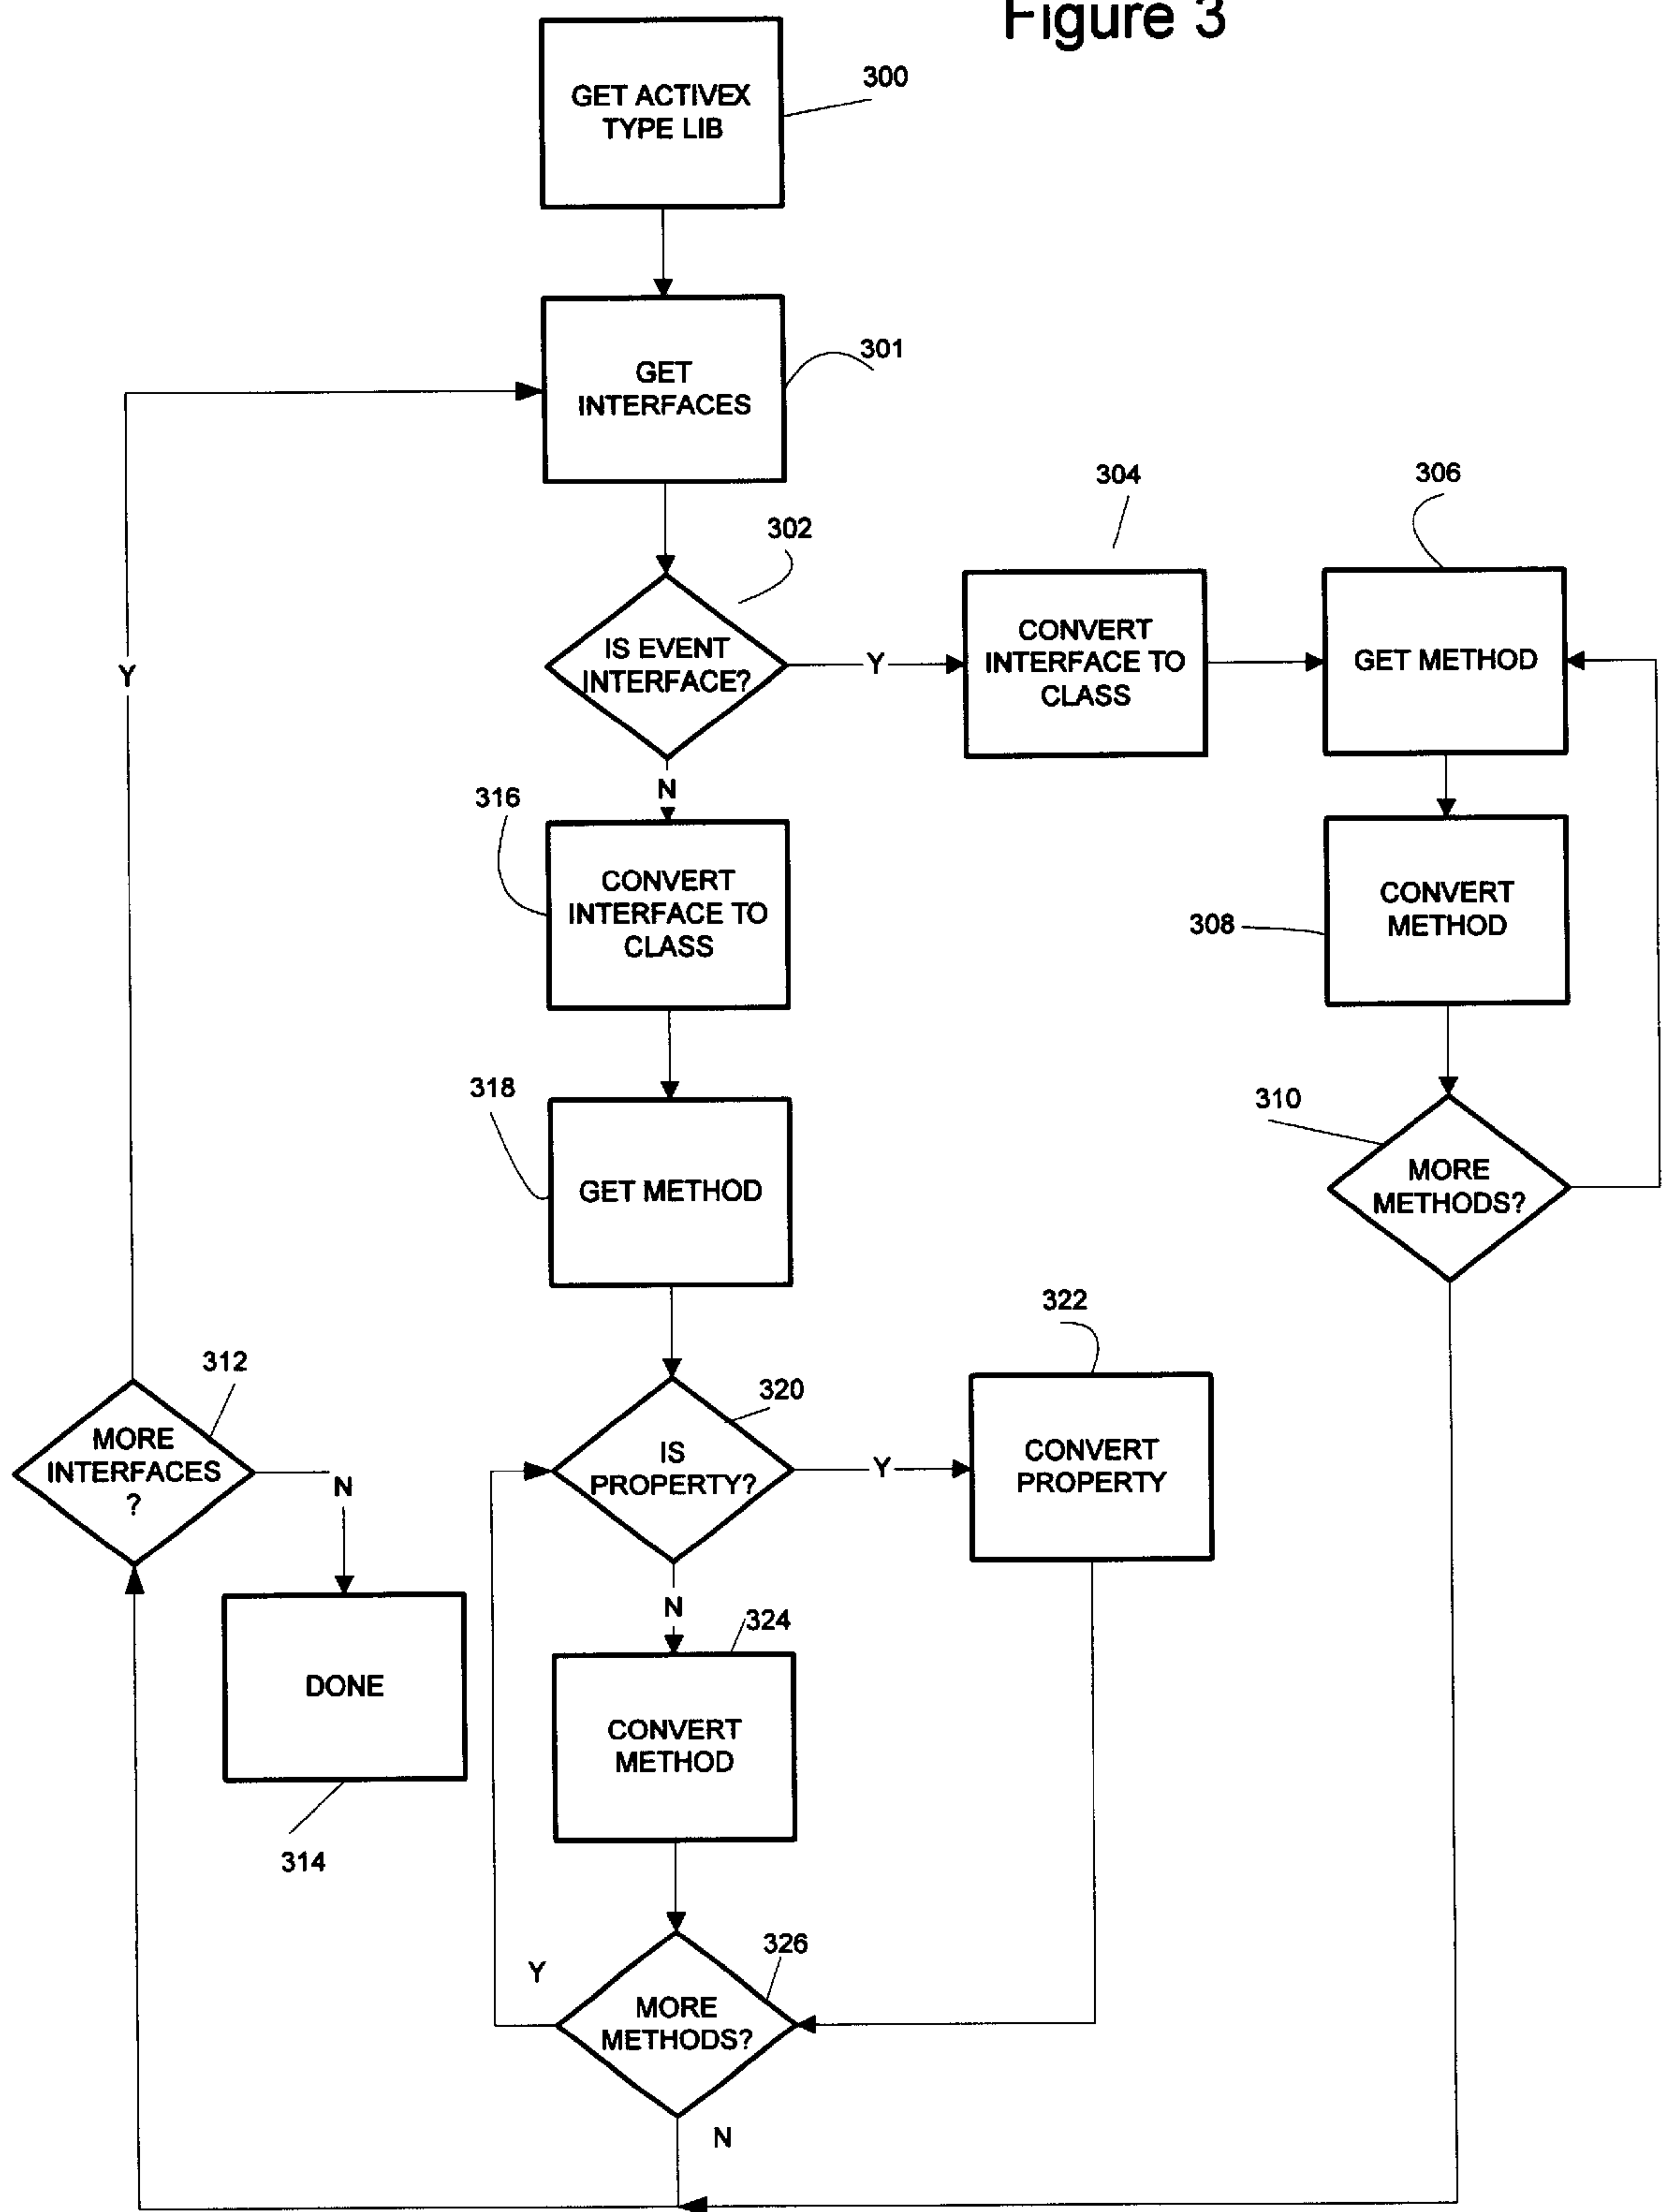 Figure 3
GET ACTIVEX
TYPE LIB
300
GET
INTERFACES
301
302
IS EVENT
INTERFACE?
Y
304
CONVERT
INTERFACE TO
CLASS
306
GET METHOD
Y
N
316
CONVERT
INTERFACE TO
CLASS
308
CONVERT
METHOD
318
GET METHOD
310
MORE
METHODS?
322
CONVERT
PROPERTY
312
MORE
INTERFACES
?
N
320
IS
PROPERTY?
Y
N
324
CONVERT
METHOD
DONE
314
326
MORE
METHODS?
Y
N